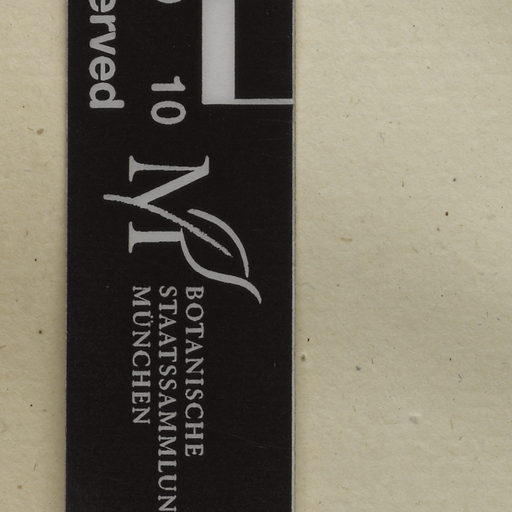 erved
10
BOTANISCHE
STAATSSAMMLUN
MÜNCHEN